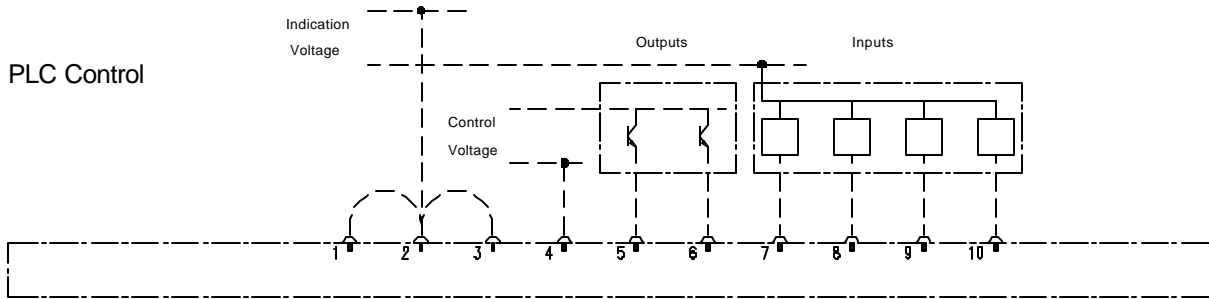 Indication
Voltage
Outputs
Inputs
PLC Control
Control
Voltage
1 2 3 4 5 6 7 8 9 10